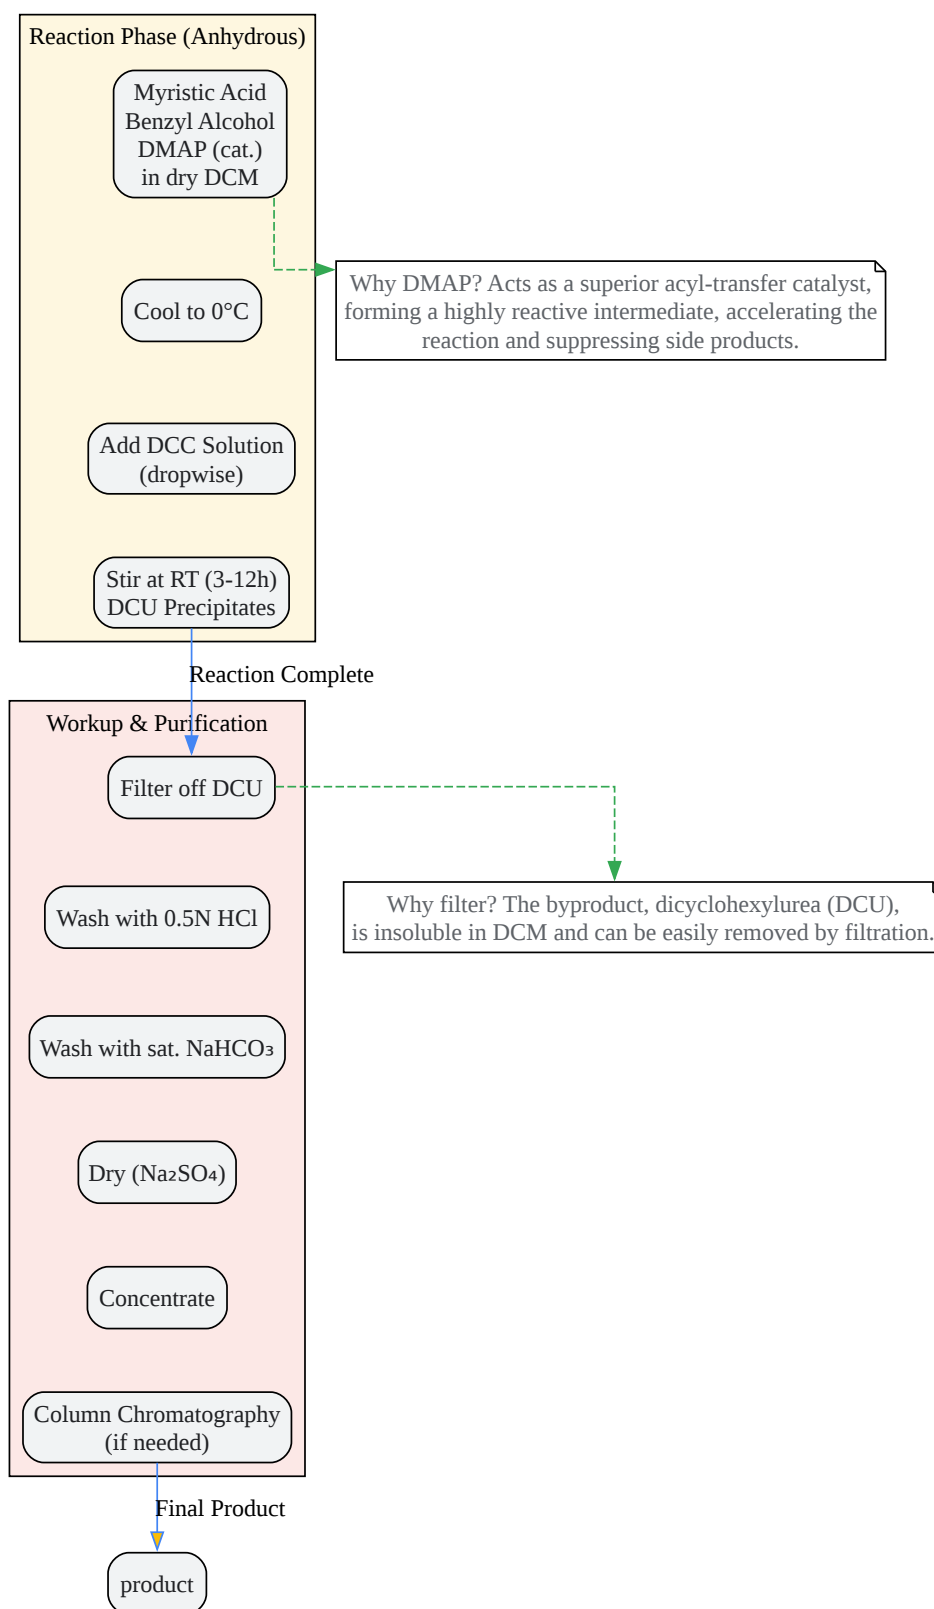 Reaction Phase (Anhydrous)
Myristic Acid
Benzyl Alcohol
DMAP (cat.)
in dry DCM
Why DMAP? Acts as a superior acyl-transfer catalyst,
forming a highly reactive intermediate, accelerating the
reaction and suppressing side products.
Cool to 0°C
Add DCC Solution
(dropwise)
Stir at RT (3-12h)
DCU Precipitates
Reaction Complete
Workup & Purification
Filter off DCU
Why filter? The byproduct, dicyclohexylurea (DCU),
is insoluble in DCM and can be easily removed by filtration.
Wash with 0.5N HCl
Wash with sat. NaHCO₃
Dry (Na₂SO₄)
Concentrate
Column Chromatography
(if needed)
Final Product
product